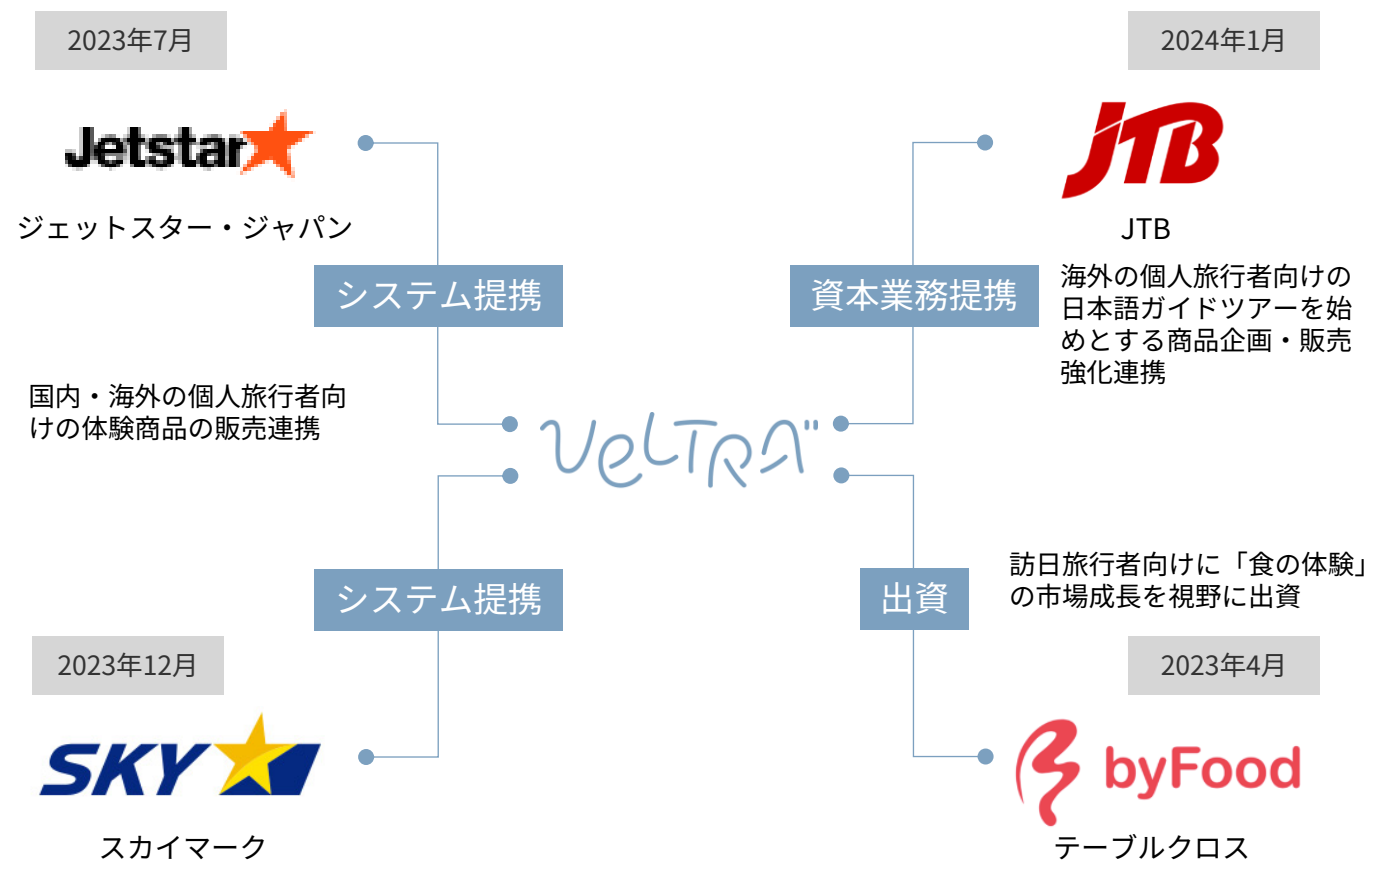 2023年7月
Jetstar
ジェットスター・ジャパン
システム提携
国内・海外の個人旅行者向
けの体験商品の販売連携
2024年1月
JTB
JTB
資本業務提携
海外の個人旅行者向けの
日本語ガイドツアーを始
めとする商品企画・販売
強化連携
VELTRA
システム提携
2023年12月
SKY
スカイマーク
出資
訪日旅行者向けに「食の体験」
の市場成長を視野に出資
2023年4月
byFood
テーブルクロス